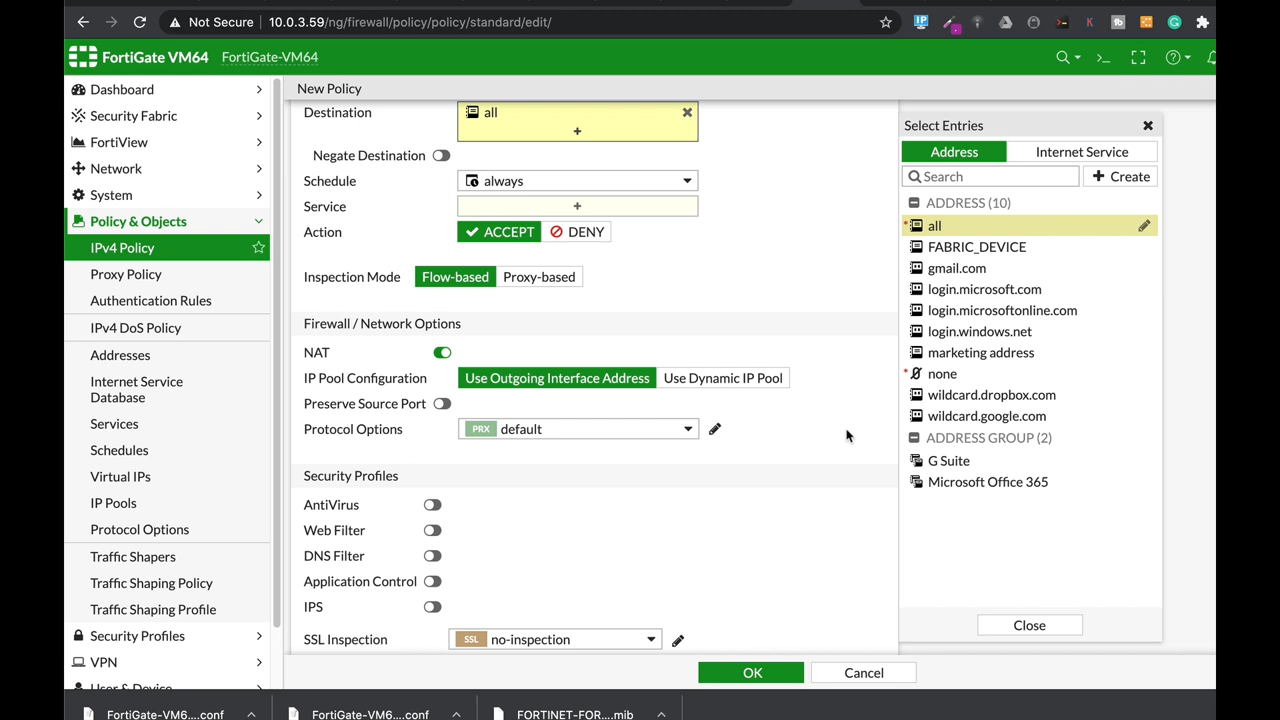 Not Secure 10.0.3.59/ng/firewall/policy/policy/standard/edit/
FortiGate VM64 FortiGate-VM64
Dashboard
Security Fabric
FortiView
Network
System
Policy & Objects
IPv4 Policy
Proxy Policy
Authentication Rules
IPv4 DoS Policy
Addresses
Internet Service
Database
Services
Schedules
Virtual IPs
IP Pools
Protocol Options
Traffic Shapers
Traffic Shaping Policy
Traffic Shaping Profile
Security Profiles
VPN
User & Device
New Policy
Destination all
+
Negate Destination
Schedule always
Service +
Action ACCEPT DENY
Inspection Mode Flow-based Proxy-based
Firewall / Network Options
NAT
IP Pool Configuration Use Outgoing Interface Address Use Dynamic IP Pool
Preserve Source Port
Protocol Options PRX default
Security Profiles
AntiVirus
Web Filter
DNS Filter
Application Control
IPS
SSL Inspection SSL no-inspection
OK Cancel
Select Entries
Address Internet Service
Search + Create
ADDRESS (10)
all
FABRIC_DEVICE
gmail.com
login.microsoft.com
login.microsoftonline.com
login.windows.net
marketing address
none
wildcard.dropbox.com
wildcard.google.com
ADDRESS GROUP (2)
G Suite
Microsoft Office 365
Close
FortiGate-VM6....conf FortiGate-VM6....conf FORTINET-FOR....mib